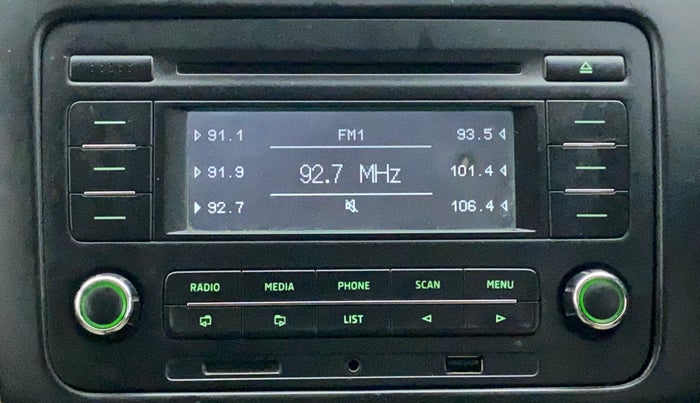 91.1 FM1 93.5
91.9 92.7 MHz 101.4
92.7 106.4
RADIO MEDIA PHONE SCAN MENU
LIST